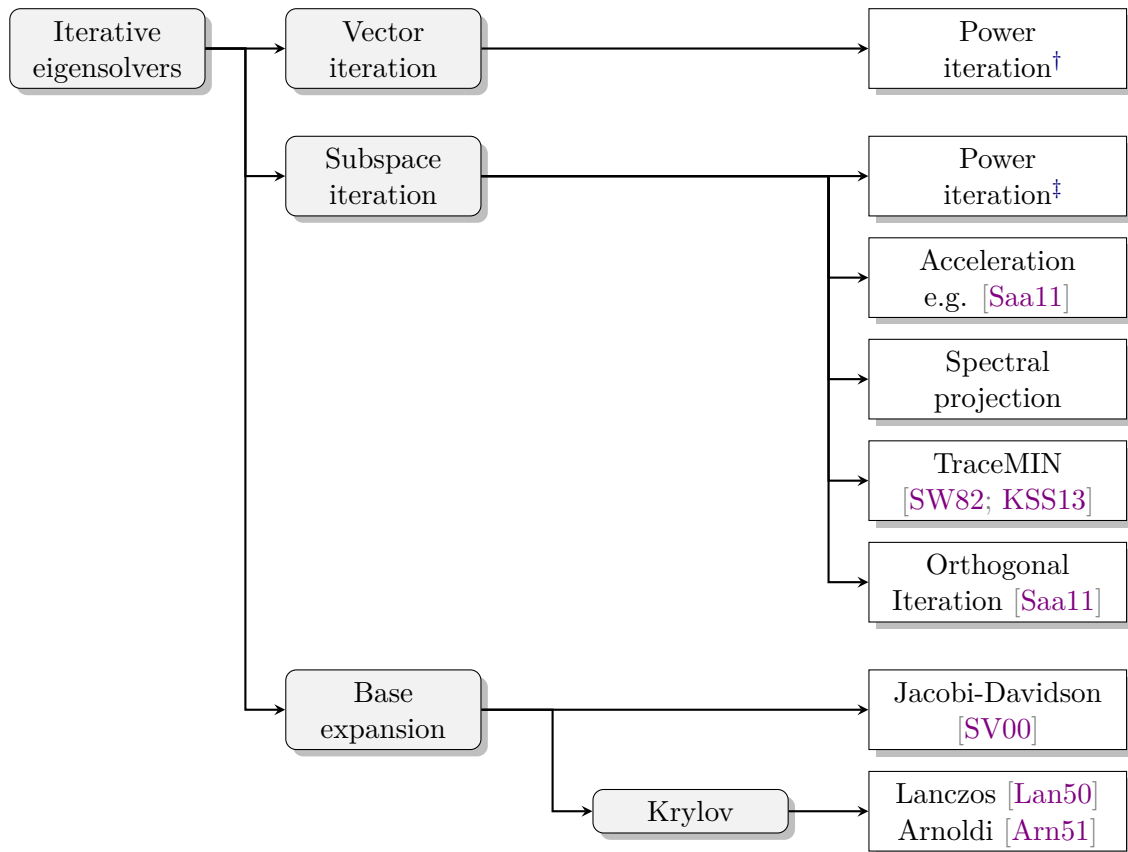 Iterative
eigensolvers
Vector
iteration
Power
iteration†
Subspace
iteration
Power
iteration‡
Acceleration
e.g. [Saa11]
Spectral
projection
TraceMIN
[SW82; KSS13]
Orthogonal
Iteration [Saa11]
Base
expansion
Jacobi-Davidson
[SV00]
Krylov
Lanczos [Lan50]
Arnoldi [Arn51]